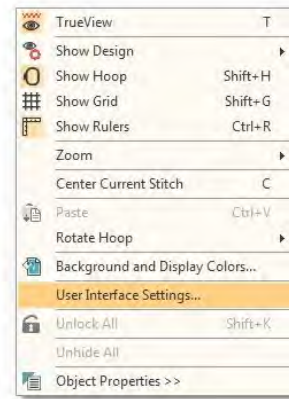 TrueView T
Show Design
Show Hoop Shift+H
Show Grid Shift+G
Show Rulers Ctrl+R
Zoom
Center Current Stitch C
Paste Ctrl+V
Rotate Hoop
Background and Display Colors...
User Interface Settings...
Unlock All Shift+K
Unhide All
Object Properties >>